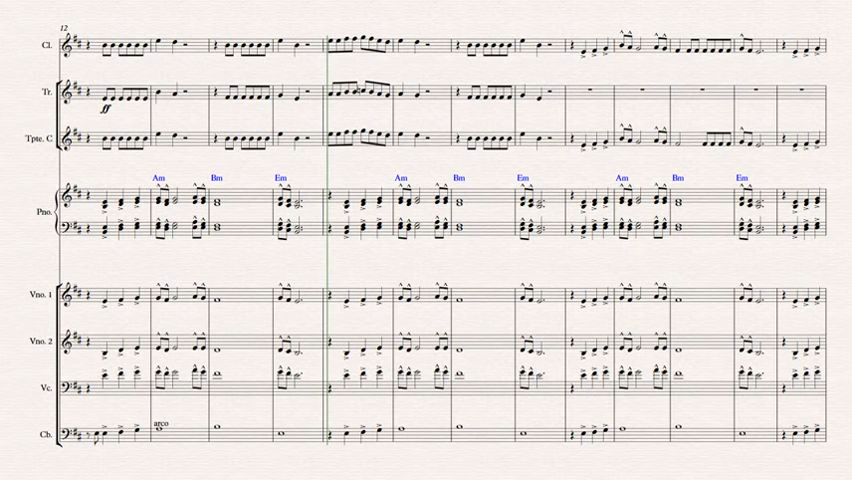 12
Cl.
Tr.
ff
Tpte. C
Am Bm Em Am Bm Em Am Bm Em
Pno.
Vno. 1
Vno. 2
Vc.
arco
Cb.